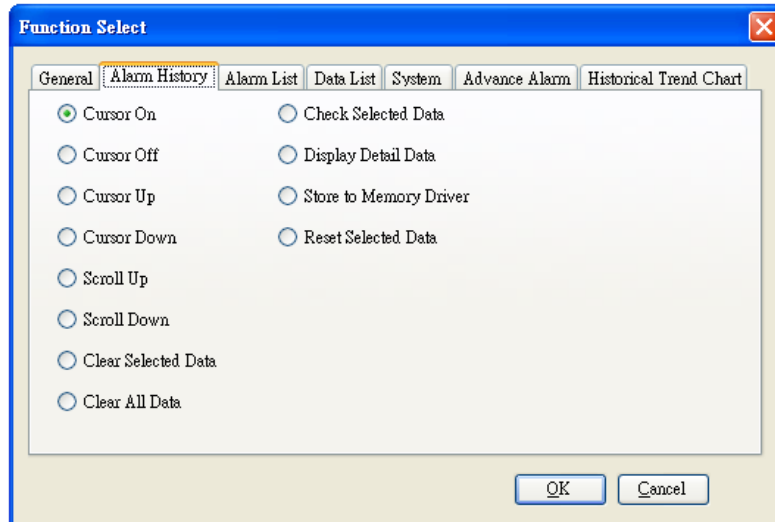 Function Select
General Alarm History Alarm List Data List System Advance Alarm Historical Trend Chart
Cursor On Check Selected Data
Cursor Off Display Detail Data
Cursor Up Store to Memory Driver
Cursor Down Reset Selected Data
Scroll Up
Scroll Down
Clear Selected Data
Clear All Data
OK Cancel